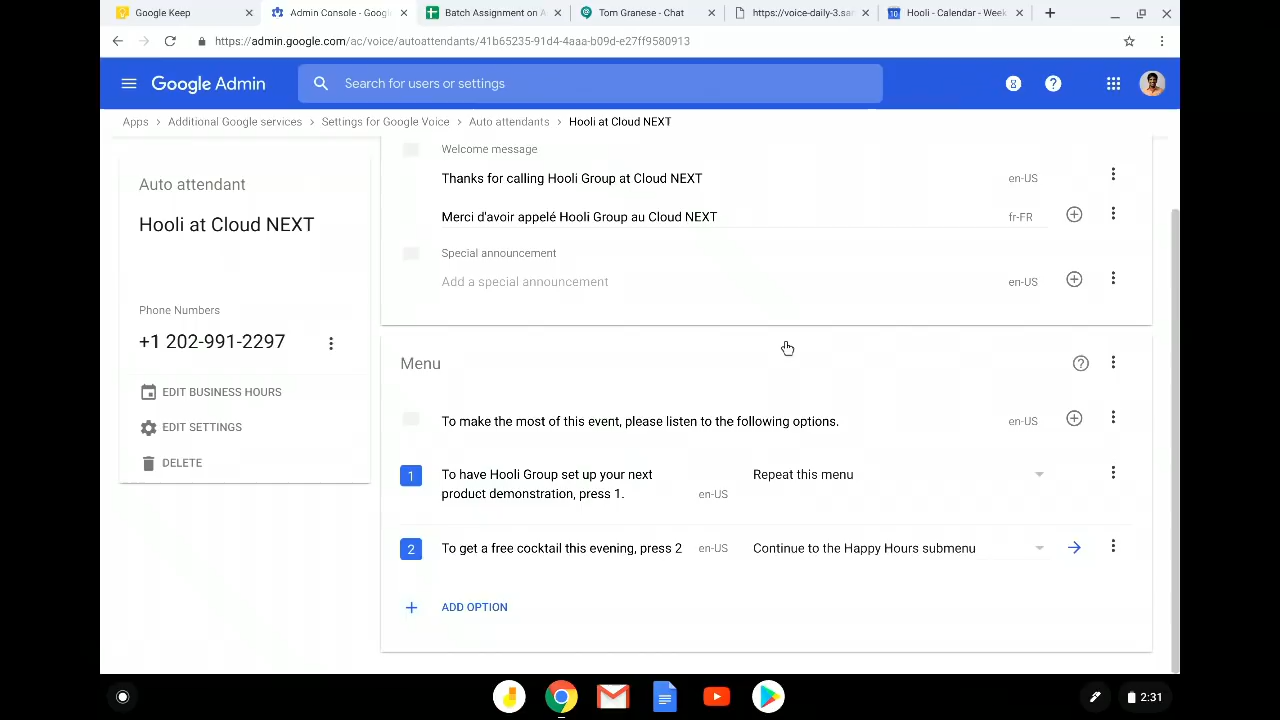 Google Keep
Admin Console - Googl
Batch Assignment on A
Tom Granese - Chat
https://voice-daily-3.san
Hooli - Calendar - Week
https://admin.google.com/ac/voice/autoattendants/41b65235-91d4-4aaa-b09d-e27ff9580913
Google Admin
Search for users or settings
Apps > Additional Google services > Settings for Google Voice > Auto attendants > Hooli at Cloud NEXT
Auto attendant
Hooli at Cloud NEXT
Phone Numbers
+1 202-991-2297
EDIT BUSINESS HOURS
EDIT SETTINGS
DELETE
Welcome message
Thanks for calling Hooli Group at Cloud NEXT en-US
Merci d'avoir appelé Hooli Group au Cloud NEXT fr-FR
Special announcement
Add a special announcement en-US
Menu
To make the most of this event, please listen to the following options. en-US
1 To have Hooli Group set up your next Repeat this menu
product demonstration, press 1. en-US
2 To get a free cocktail this evening, press 2 en-US Continue to the Happy Hours submenu
+ ADD OPTION
2:31